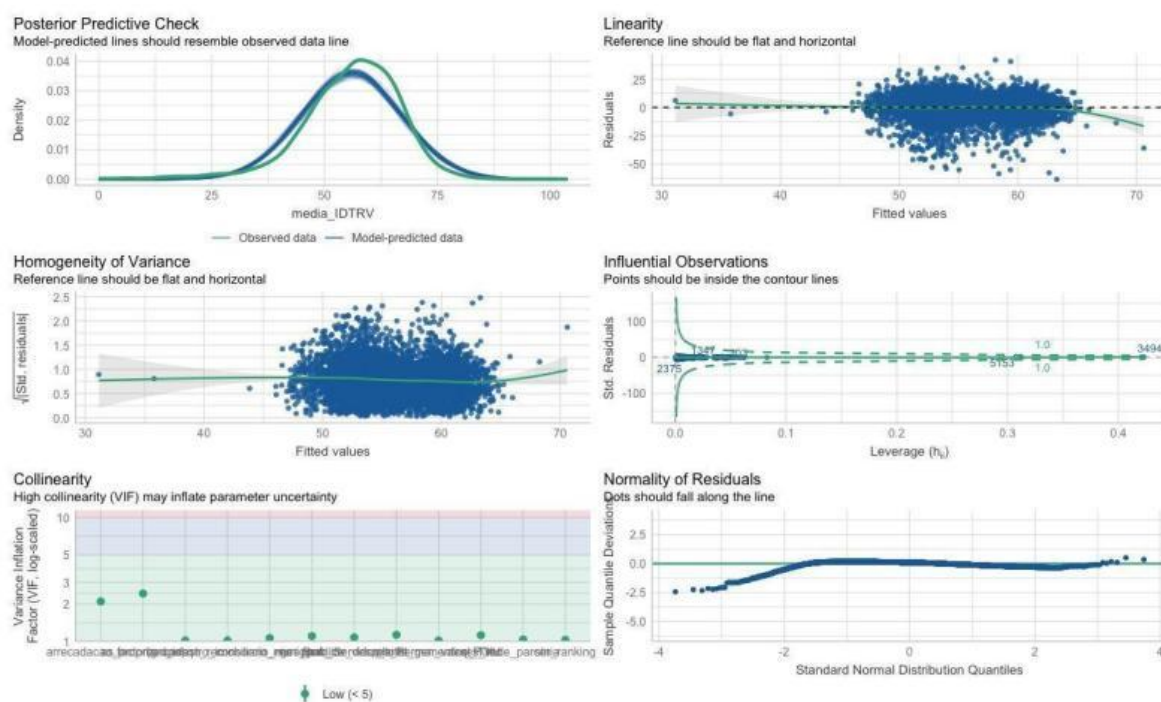 Posterior Predictive Check
Model-predicted lines should resemble observed data line
0.04
0.03
0.02
0.01
0.00
Density
0
25
50
75
100
media_IDTRV
Observed data
Model-predicted data
Linearity
Reference line should be flat and horizontal
25
0
-25
-50
Residuals
30
40
50
60
70
Fitted values
Homogeneity of Variance
Reference line should be flat and horizontal
2.5
2.0
1.5
1.0
0.5
0.0
√|Std. residuals|
30
40
50
60
70
Fitted values
Influential Observations
Points should be inside the contour lines
100
0
-100
Std. Residuals
1347
2375
5153
3494
1.0
1.0
0.0
0.1
0.2
0.3
0.4
Leverage (hii)
Collinearity
High collinearity (VIF) may inflate parameter uncertainty
10
5
3
2
1
Variance Inflation
Factor (VIF, log-scaled)
Low (< 5)
Normality of Residuals
Dots should fall along the line
2.5
0.0
-2.5
-5.0
Sample Quantile Deviations
-4
-2
0
2
4
Standard Normal Distribution Quantiles